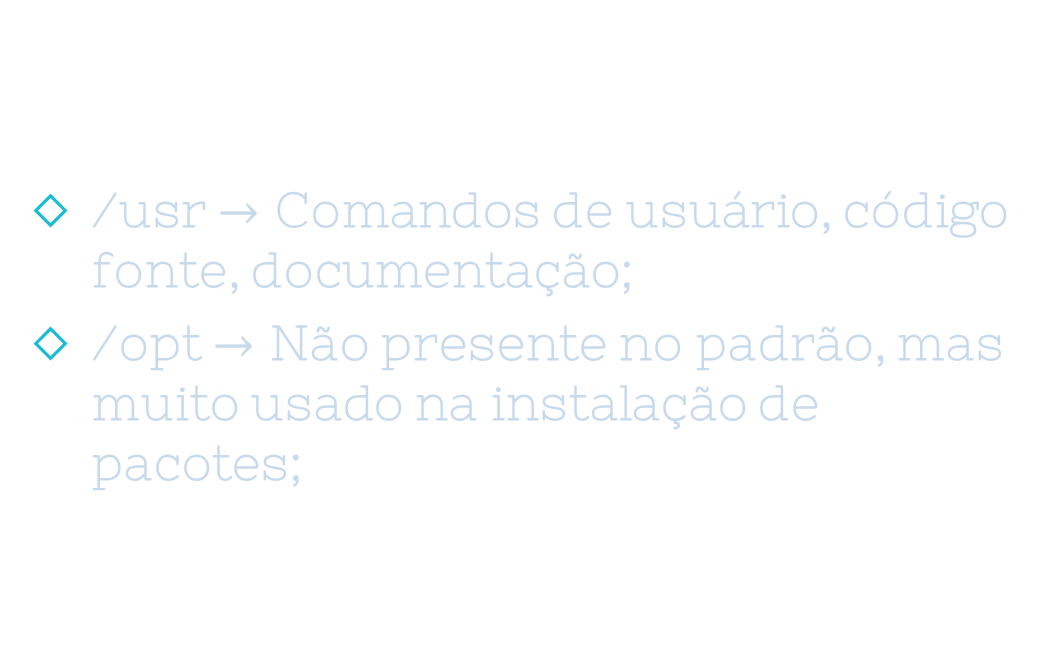 /usr → Comandos de usuário, código
fonte, documentação;
/opt → Não presente no padrão, mas
muito usado na instalação de
pacotes;